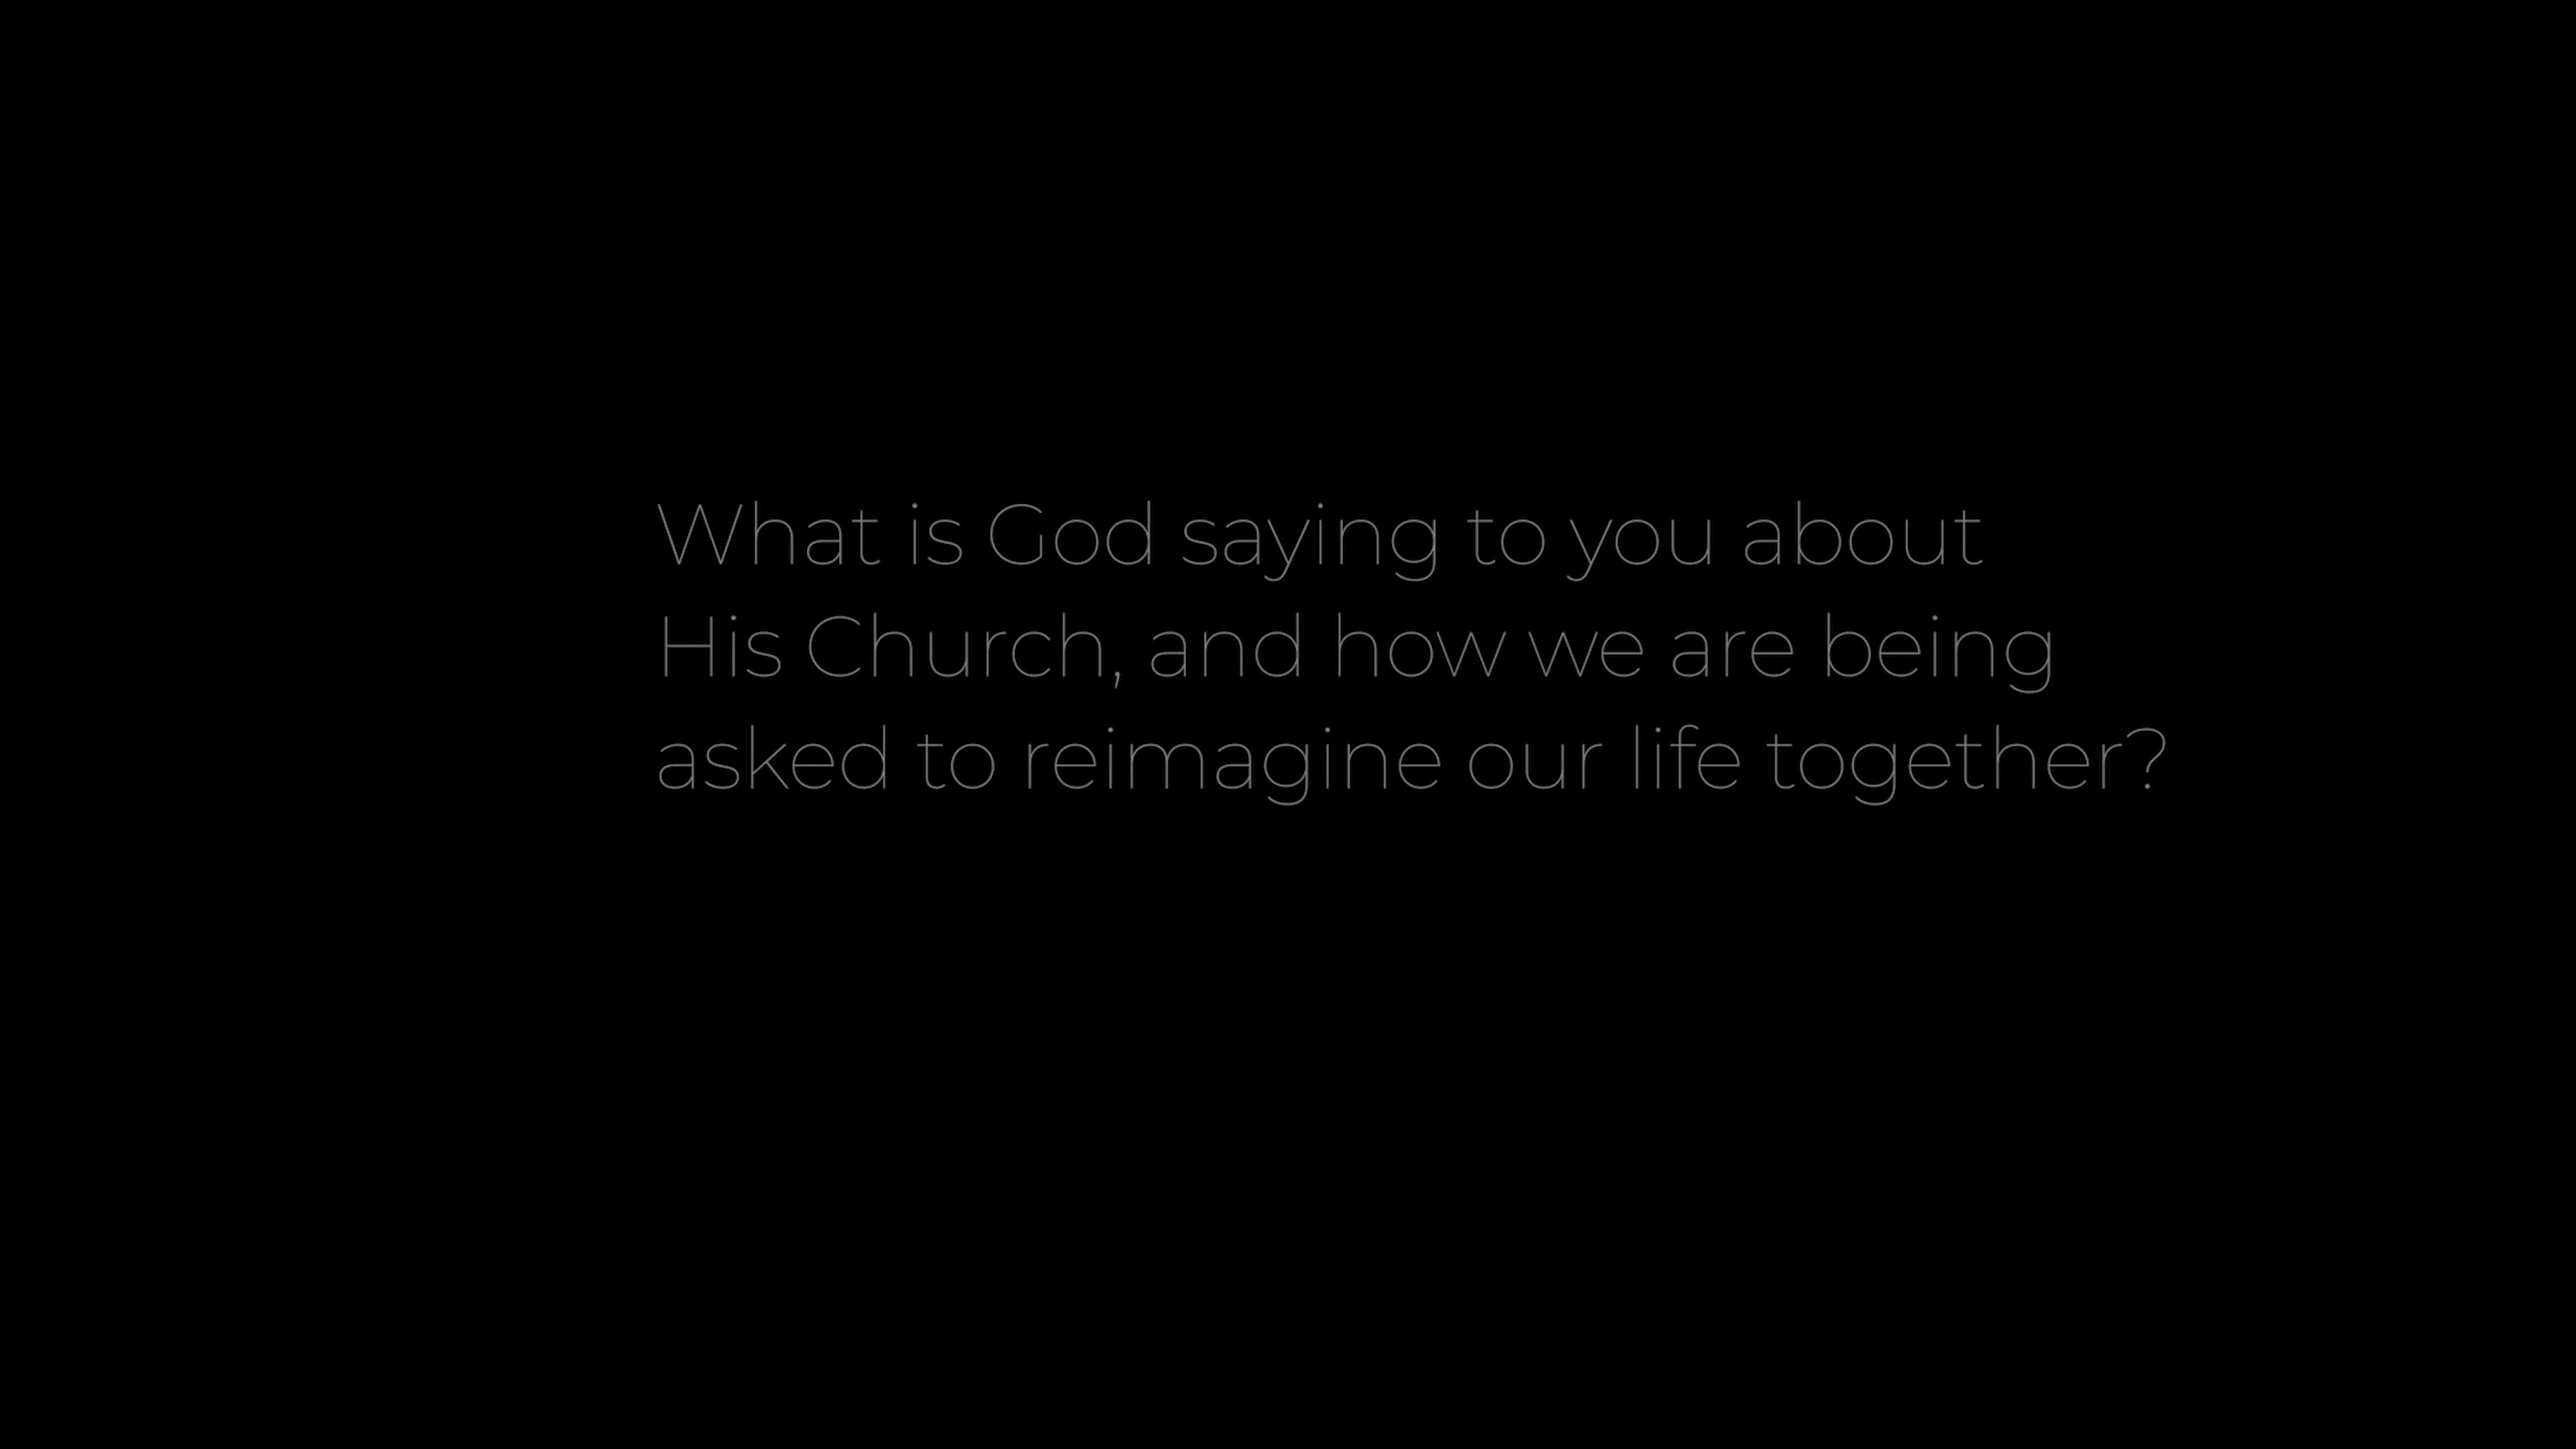 What is God saying to you about
His Church, and how we are being
asked to reimagine our life together?